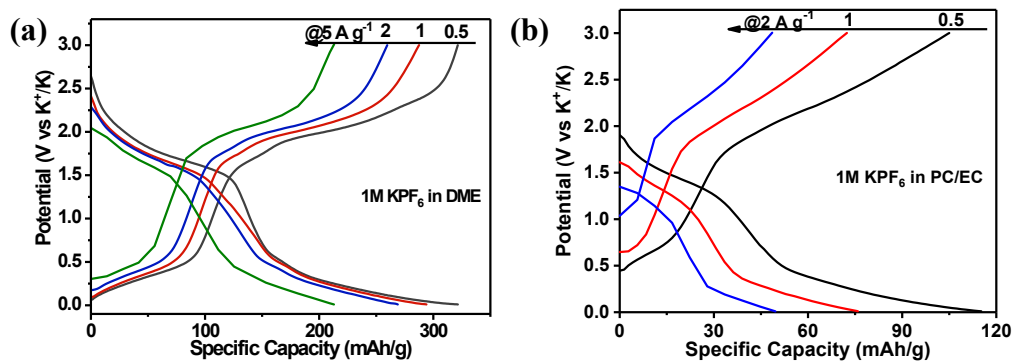 (a)
@5 A g-1 2 1 0.5
3.0
2.5
2.0
1.5
1.0
0.5
0.0
Potential (V vs K+/K)
1M KPF6 in DME
0 100 200 300
Specific Capacity (mAh/g)
(b)
@2 A g-1 1 0.5
3.0
2.5
2.0
1.5
1.0
0.5
0.0
Potential (V vs K+/K)
1M KPF6 in PC/EC
0 30 60 90 120
Specific Capacity (mAh/g)